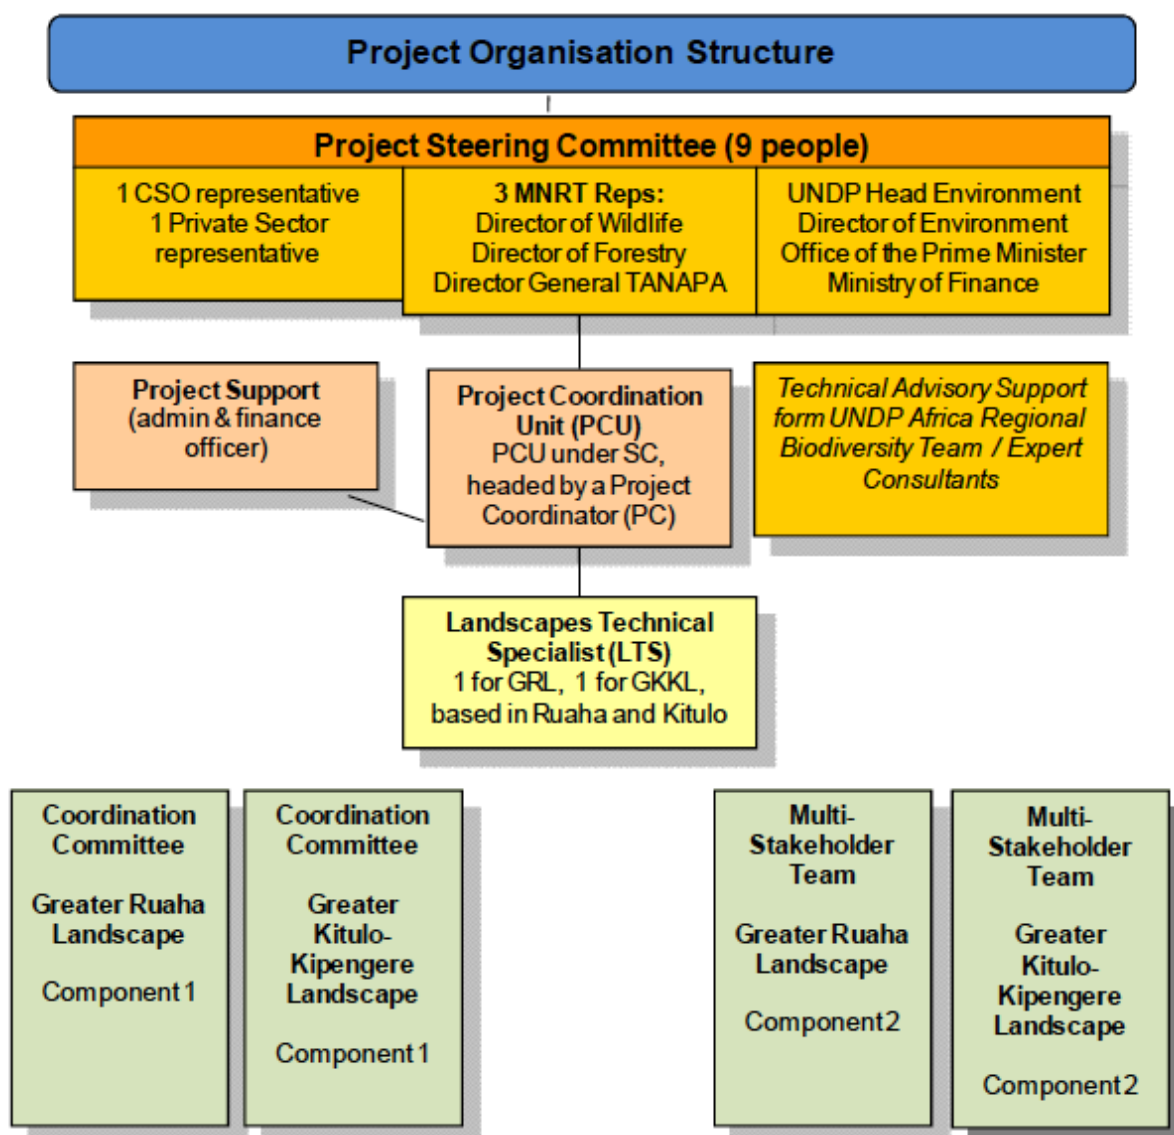 Project Organisation Structure
Project Steering Committee (9 people)
1 CSO representative
1 Private Sector
representative
3 MNRT Reps:
Director of Wildlife
Director of Forestry
Director General TANAPA
UNDP Head Environment
Director of Environment
Office of the Prime Minister
Ministry of Finance
Project Support
(admin & finance
officer)
Project Coordination
Unit (PCU)
PCU under SC,
headed by a Project
Coordinator (PC)
Technical Advisory Support
form UNDP Africa Regional
Biodiversity Team / Expert
Consultants
Landscapes Technical
Specialist (LTS)
1 for GRL, 1 for GKKL,
based in Ruaha and Kitulo
Coordination
Committee
Greater Ruaha
Landscape
Component 1
Coordination
Committee
Greater
Kitulo-
Kipengere
Landscape
Component 1
Multi-
Stakeholder
Team
Greater Ruaha
Landscape
Component 2
Multi-
Stakeholder
Team
Greater
Kitulo-
Kipengere
Landscape
Component 2